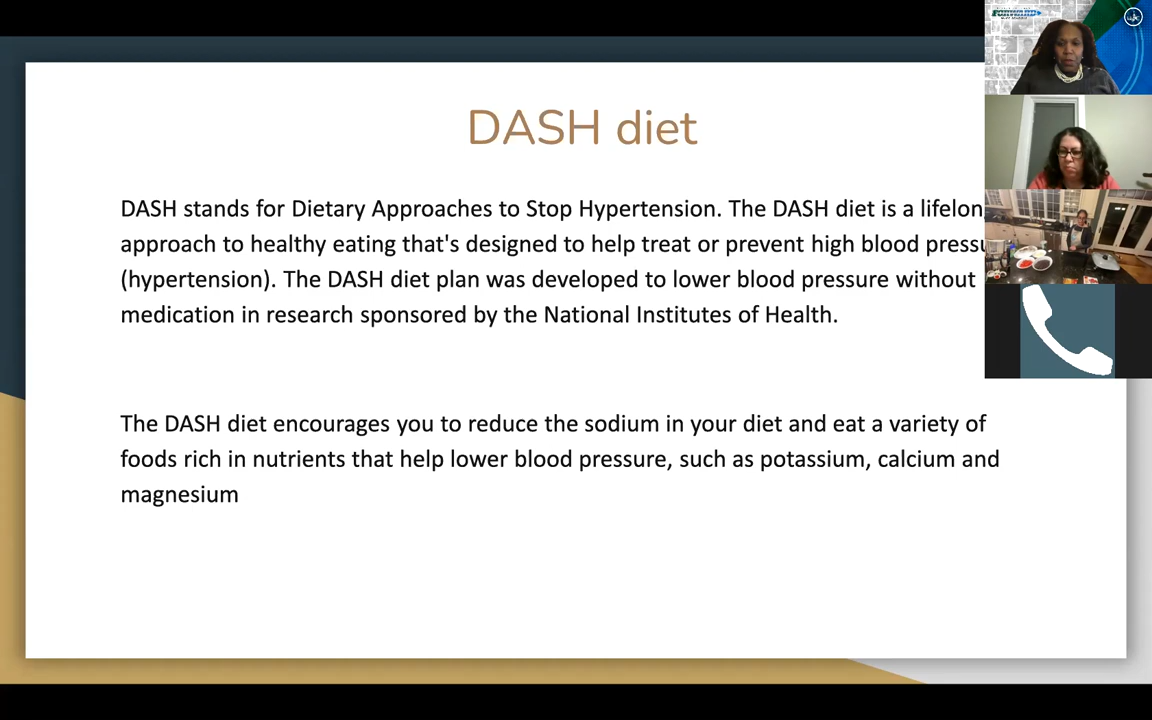 DASH diet
DASH stands for Dietary Approaches to Stop Hypertension. The DASH diet is a lifelon
approach to healthy eating that's designed to help treat or prevent high blood pressu
(hypertension). The DASH diet plan was developed to lower blood pressure without
medication in research sponsored by the National Institutes of Health.
The DASH diet encourages you to reduce the sodium in your diet and eat a variety of
foods rich in nutrients that help lower blood pressure, such as potassium, calcium and
magnesium
FORWARD